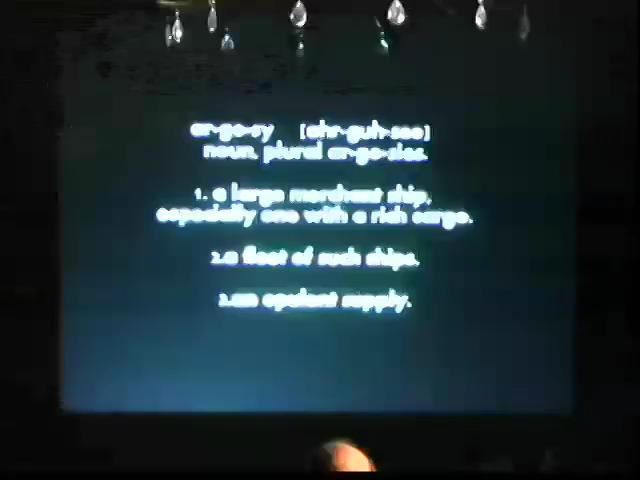 ar·go·sy [ahr-guh-see]
noun, plural ar·go·sies.
1. a large merchant ship,
especially one with a rich cargo.
2.a fleet of such ships.
3.an opulent supply.